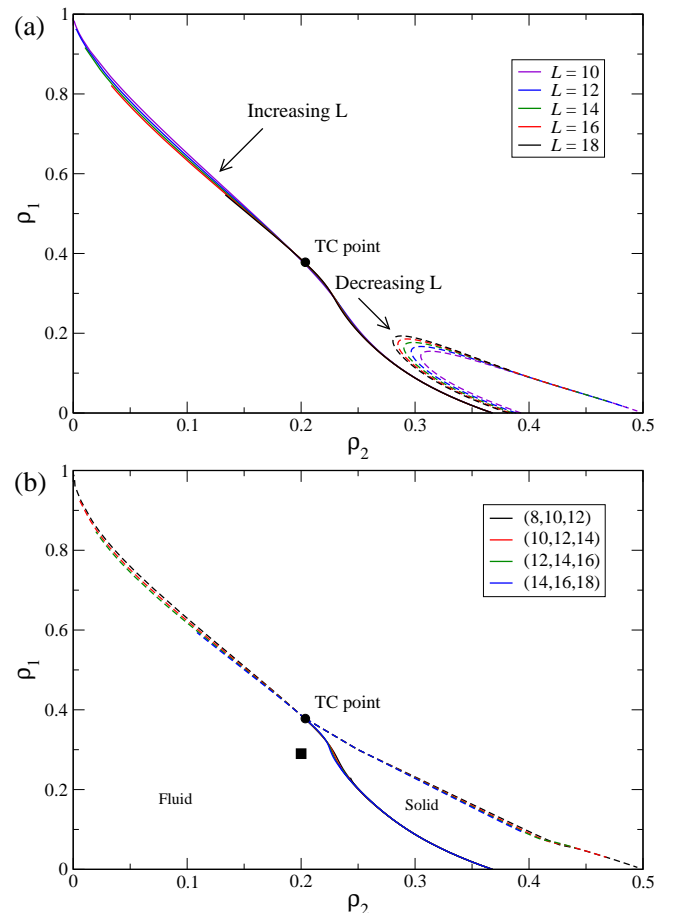 (a)
1
0.8
0.6
0.4
0.2
0
ρ1
Increasing L
TC point
Decreasing L
L = 10
L = 12
L = 14
L = 16
L = 18
0 0.1 0.2 0.3 0.4 0.5
ρ2
(b)
1
0.8
0.6
0.4
0.2
0
ρ1
(8,10,12)
(10,12,14)
(12,14,16)
(14,16,18)
TC point
Fluid
Solid
0 0.1 0.2 0.3 0.4 0.5
ρ2